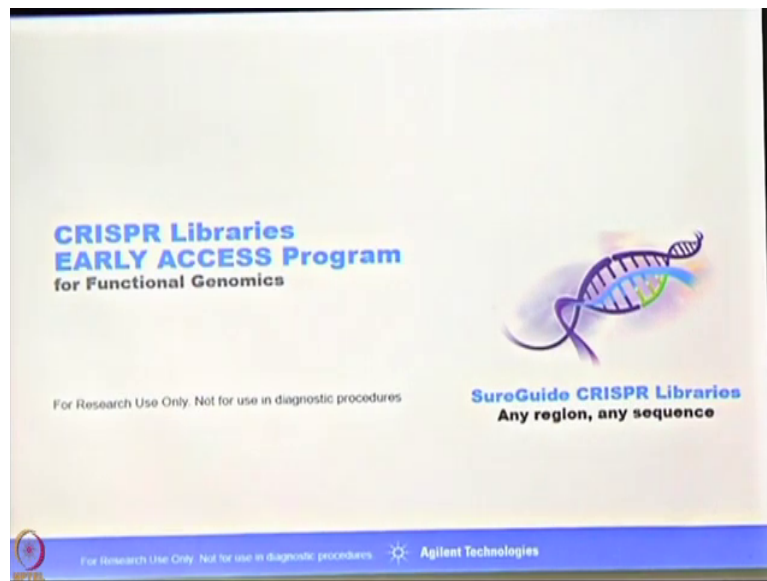 CRISPR Libraries
EARLY ACCESS Program
for Functional Genomics
For Research Use Only. Not for use in diagnostic procedures
SureGuide CRISPR Libraries
Any region, any sequence
For Research Use Only. Not for use in diagnostic procedures.
Agilent Technologies
NPTEL